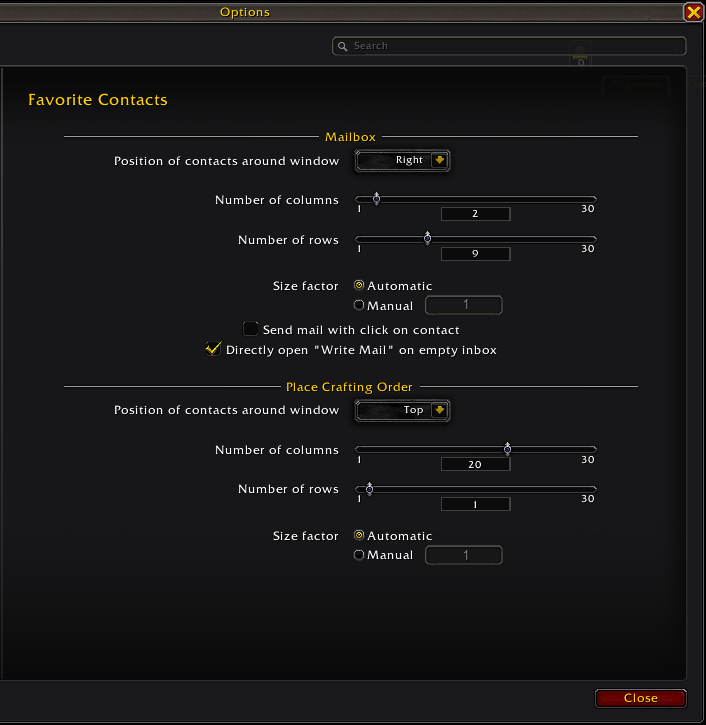 Options
Search
0
Favorite Contacts
Mailbox
Position of contacts around window Right
Number of columns
1 30
2
Number of rows
1 30
9
Size factor Automatic
Manual 1
Send mail with click on contact
Directly open "Write Mail" on empty inbox
Place Crafting Order
Position of contacts around window Top
Number of columns
1 30
20
Number of rows
1 30
1
Size factor Automatic
Manual 1
Close